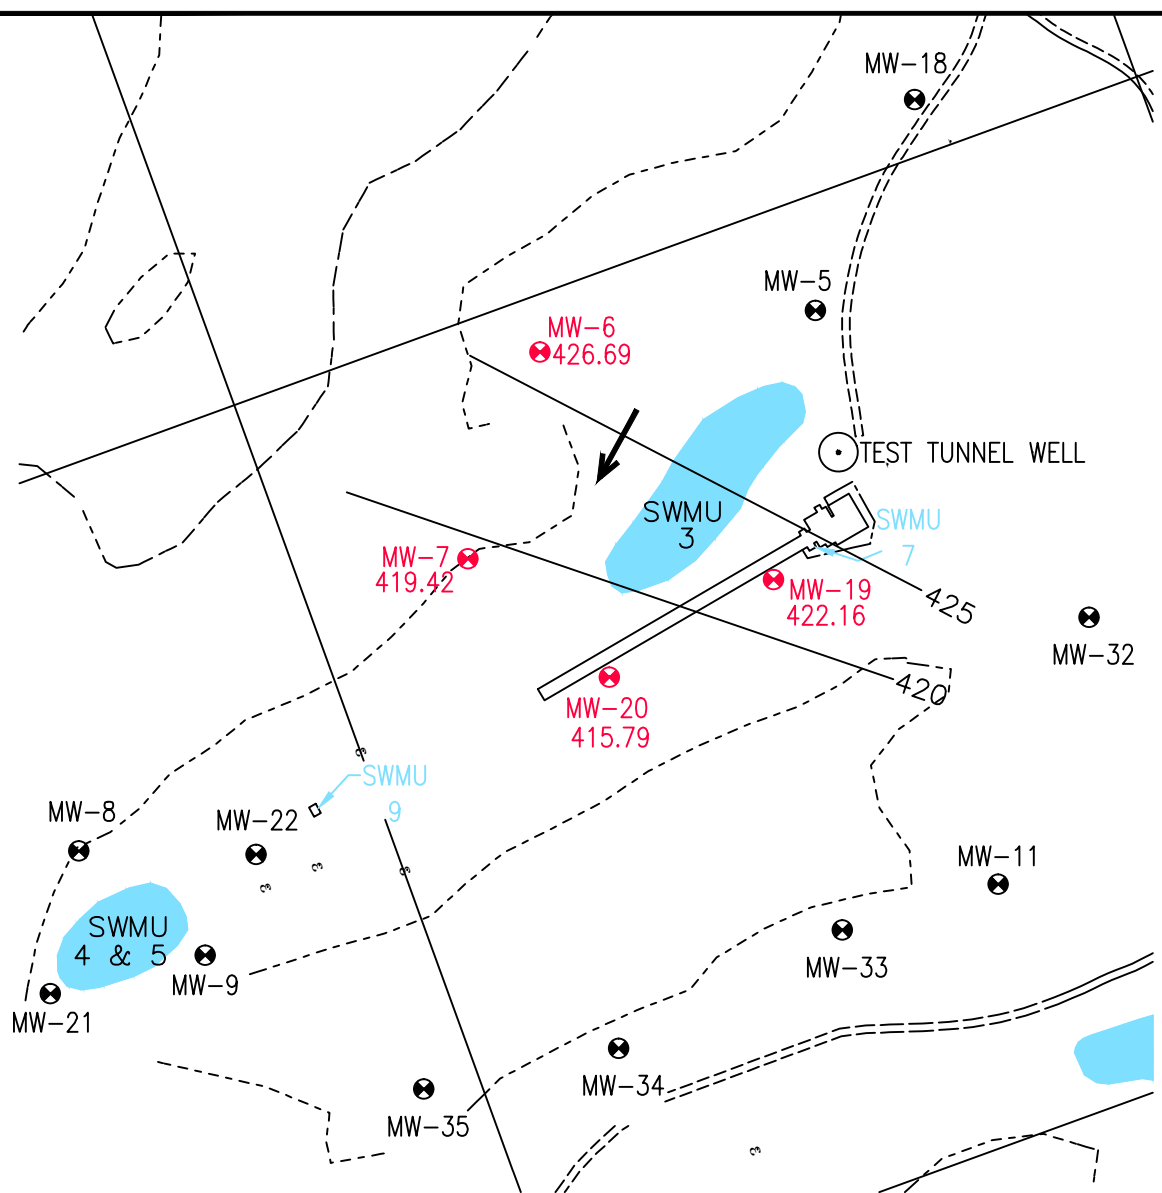 MW-18
MW-5
MW-6
426.69
TEST TUNNEL WELL
SWMU
3
SWMU
7
MW-7
419.42
MW-19
422.16
425
MW-32
420
MW-20
415.79
SWMU
9
MW-8
MW-22
MW-11
SWMU
4 & 5
MW-9
MW-33
MW-21
MW-34
MW-35